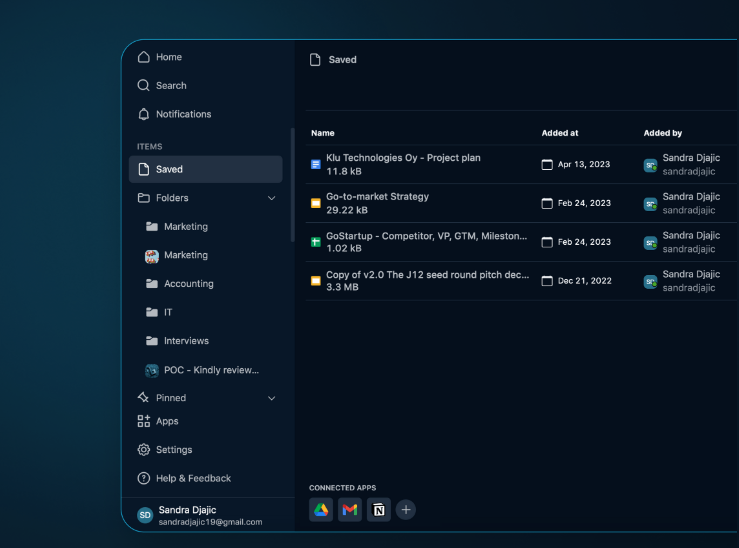 Home
Search
Notifications
ITEMS
Saved
Folders
Marketing
Marketing
Accounting
IT
Interviews
POC - Kindly review...
Pinned
Apps
Settings
Help & Feedback
SD
Sandra Djajic
sandradjajic19@gmail.com
Saved
Name Added at Added by
Klu Technologies Oy - Project plan
11.8 kB
Apr 13, 2023
Sandra Djajic
sandradjajic
Go-to-market Strategy
29.22 kB
Feb 24, 2023
Sandra Djajic
sandradjajic
GoStartup - Competitor, VP, GTM, Mileston...
1.02 kB
Feb 24, 2023
Sandra Djajic
sandradjajic
Copy of v2.0 The J12 seed round pitch dec...
3.3 MB
Dec 21, 2022
Sandra Djajic
sandradjajic
CONNECTED APPS